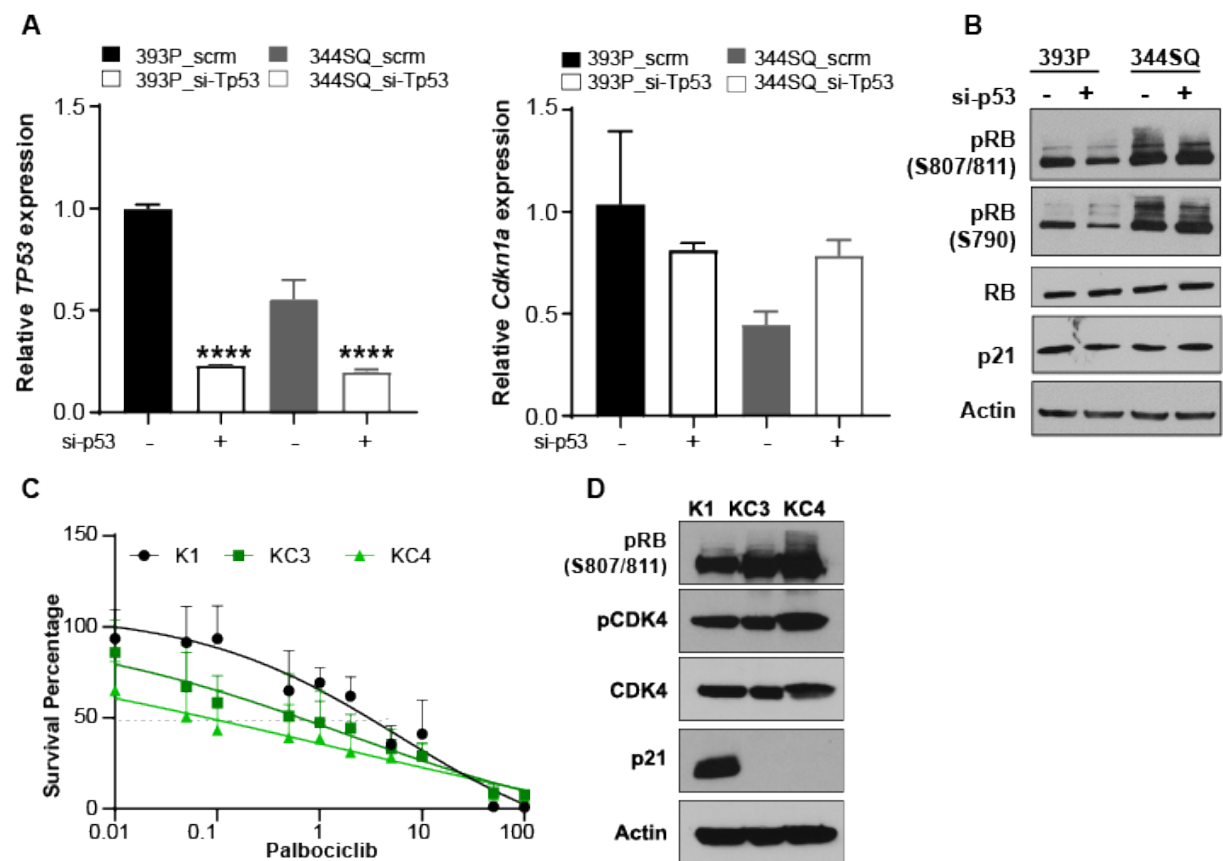 A
393P_scrm 344SQ_scrm
393P_si-Tp53 344SQ_si-Tp53
Relative TP53 expression
1.5
1.0
0.5
0.0
**** ****
si-p53 - + - +
393P_scrm 344SQ_scrm
393P_si-Tp53 344SQ_si-Tp53
Relative Cdkn1a expression
1.5
1.0
0.5
0.0
si-p53 - + - +
B
393P 344SQ
si-p53 - + - +
pRB
(S807/811)
pRB
(S790)
RB
p21
Actin
C
K1 KC3 KC4
Survival Percentage
150
100
50
0
0.01 0.1 1 10 100
Palbociclib
D
K1 KC3 KC4
pRB
(S807/811)
pCDK4
CDK4
p21
Actin